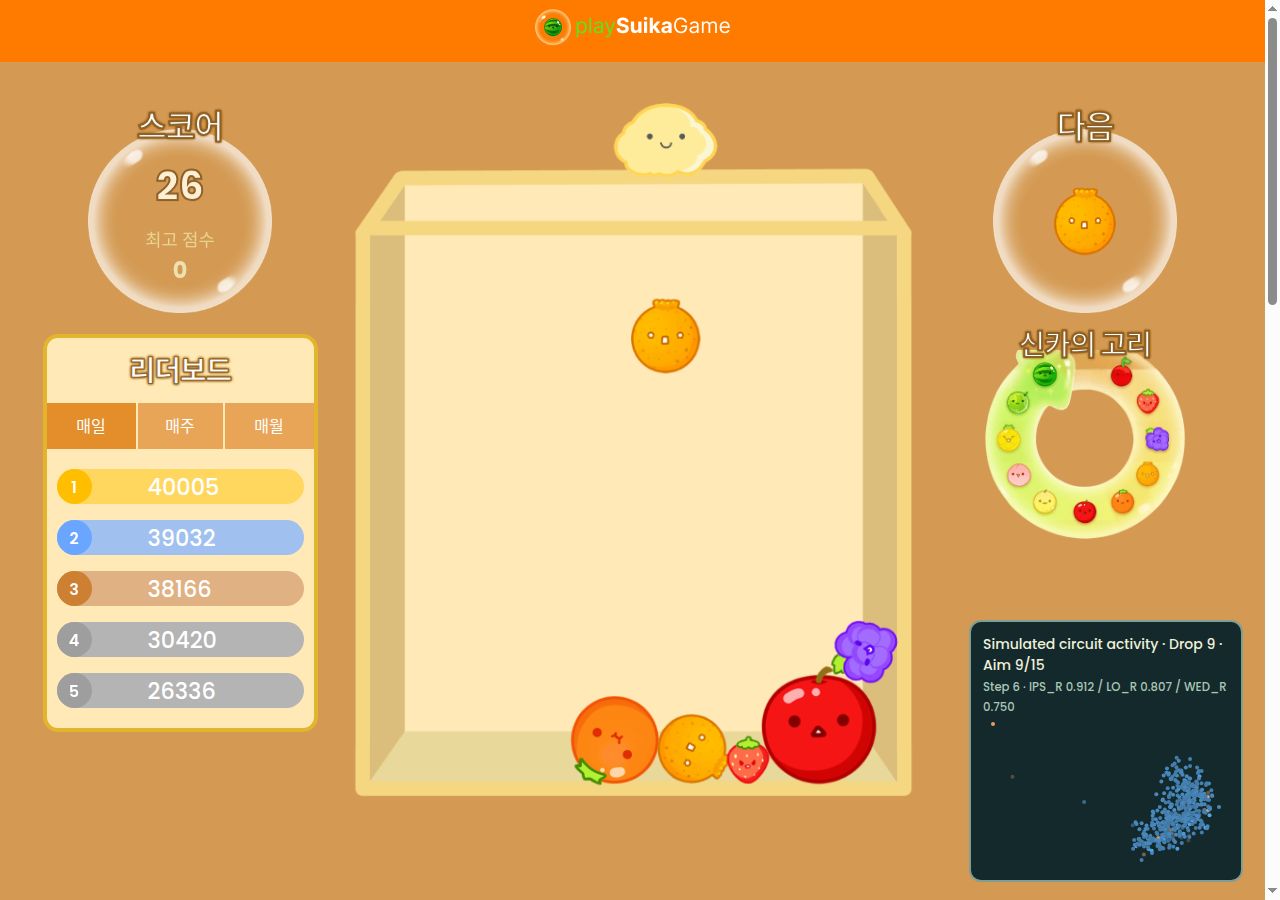 playSuikaGame
스코어
26
최고 점수
0
리더보드
매일 매주 매월
1 40005
2 39032
3 38166
4 30420
5 26336
다음
신카의 고리
Simulated circuit activity · Drop 9 ·
Aim 9/15
Step 6 · IPS_R 0.912 / LO_R 0.807 / WED_R
0.750